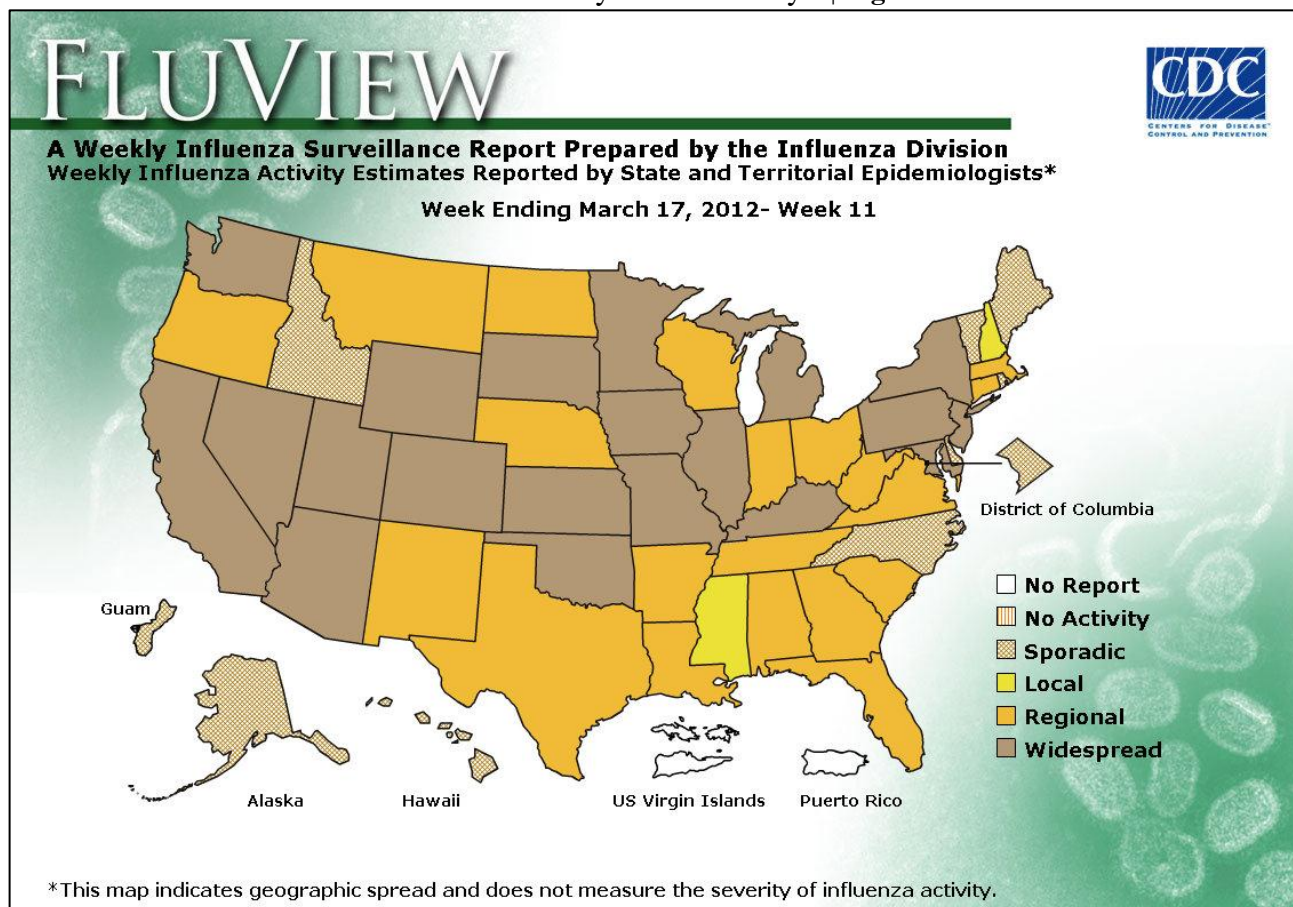 FLUVIEW
CDC
CENTERS FOR DISEASE™
CONTROL AND PREVENTION
A Weekly Influenza Surveillance Report Prepared by the Influenza Division
Weekly Influenza Activity Estimates Reported by State and Territorial Epidemiologists*
Week Ending March 17, 2012- Week 11
District of Columbia
No Report
No Activity
Sporadic
Local
Regional
Widespread
Guam
Alaska
Hawaii
US Virgin Islands
Puerto Rico
*This map indicates geographic spread and does not measure the severity of influenza activity.